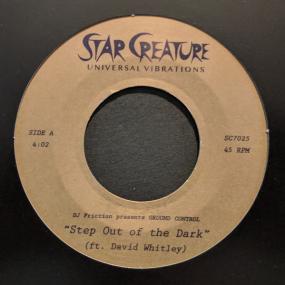 STAR CREATURE
UNIVERSAL VIBRATIONS
SIDE A
4:02
SC7025
45 RPM
DJ Friction presents GROUND CONTROL
"Step Out of the Dark"
(ft. David Whitley)